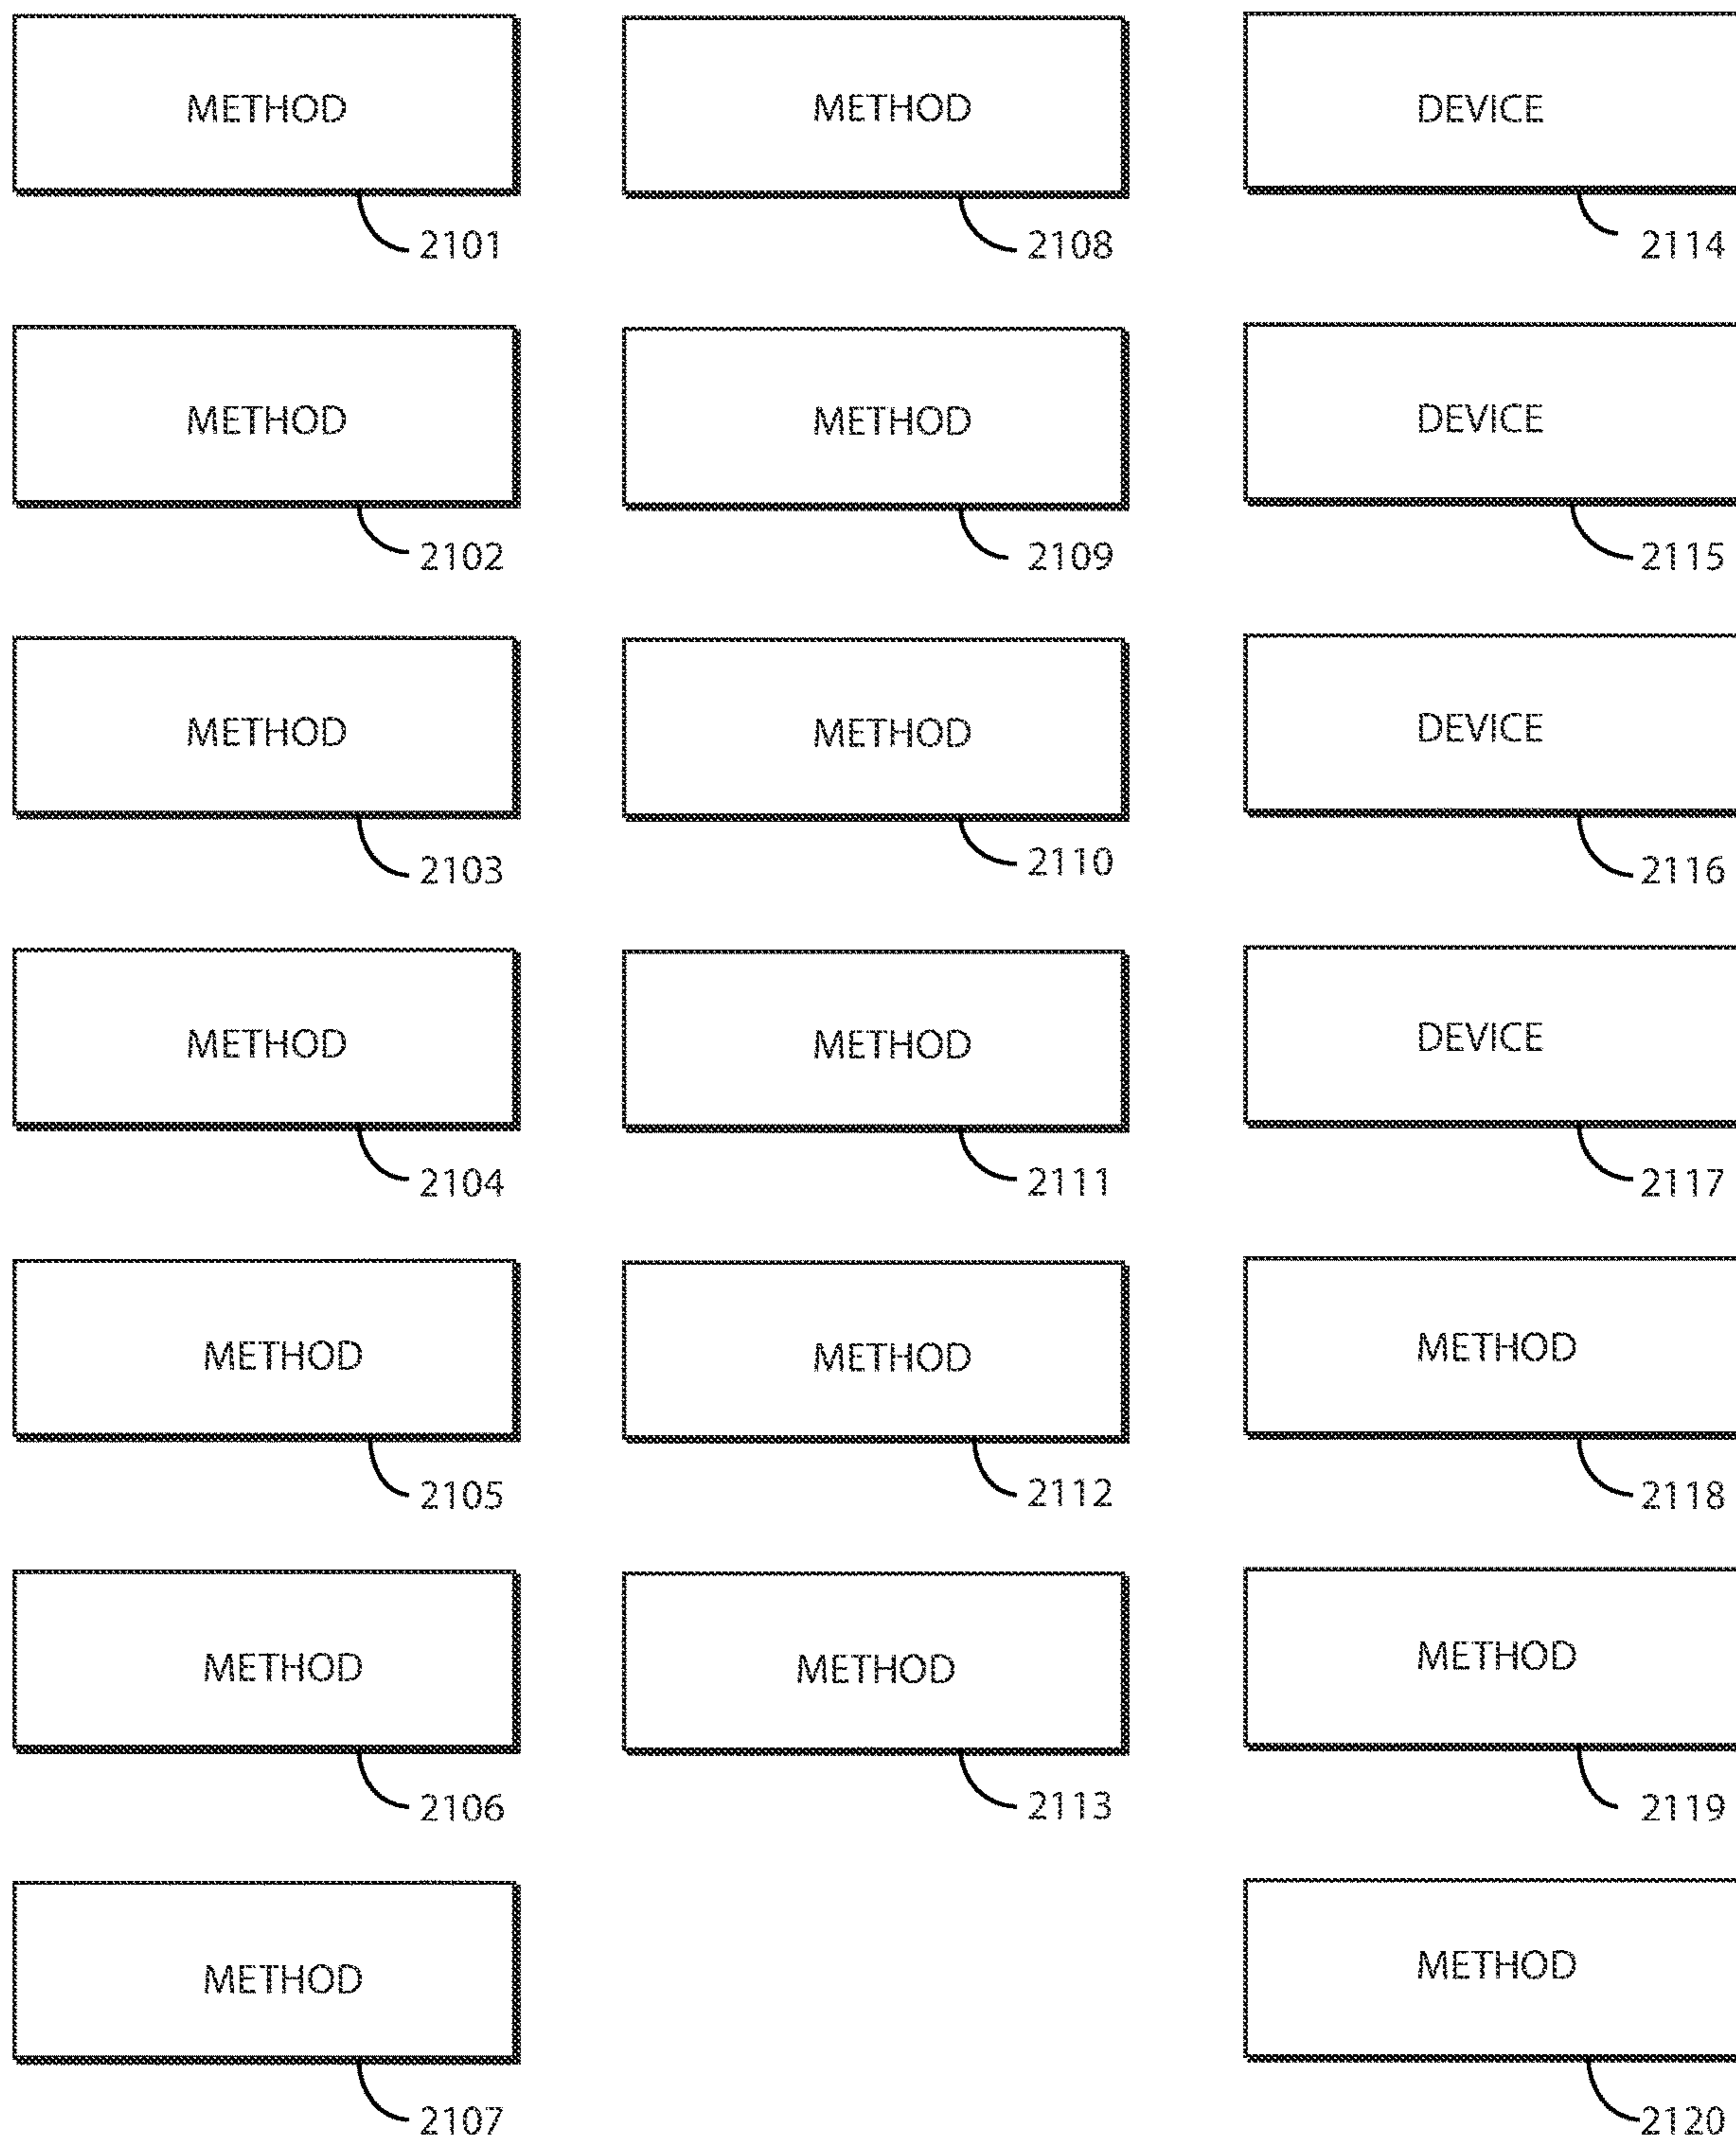 METHOD
2101
METHOD
2102
METHOD
2103
METHOD
2104
METHOD
2105
METHOD
2106
METHOD
2107
METHOD
2108
METHOD
2109
METHOD
2110
METHOD
2111
METHOD
2112
METHOD
2113
DEVICE
2114
DEVICE
2115
DEVICE
2116
DEVICE
2117
METHOD
2118
METHOD
2119
METHOD
2120